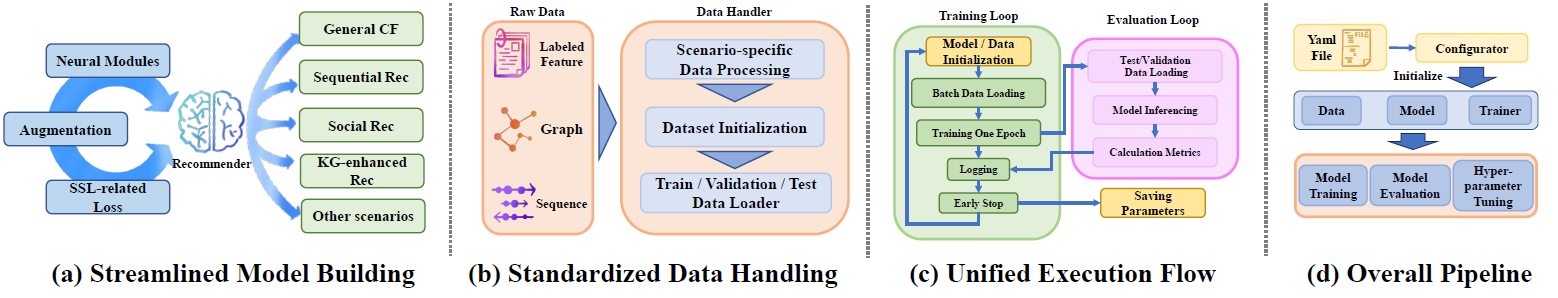 Neural Modules
Augmentation
SSL-related
Loss
Recommender
General CF
Sequential Rec
Social Rec
KG-enhanced
Rec
Other scenarios
(a) Streamlined Model Building
Raw Data
Labeled
Feature
Graph
Sequence
Data Handler
Scenario-specific
Data Processing
Dataset Initialization
Train / Validation / Test
Data Loader
(b) Standardized Data Handling
Training Loop
Model / Data
Initialization
Batch Data Loading
Training One Epoch
Logging
Early Stop
Evaluation Loop
Test/Validation
Data Loading
Model Inferencing
Calculation Metrics
Saving
Parameters
(c) Unified Execution Flow
Yaml
File
FILE
Configurator
Initialize
Data
Model
Trainer
Model
Training
Model
Evaluation
Hyper-
parameter
Tuning
(d) Overall Pipeline